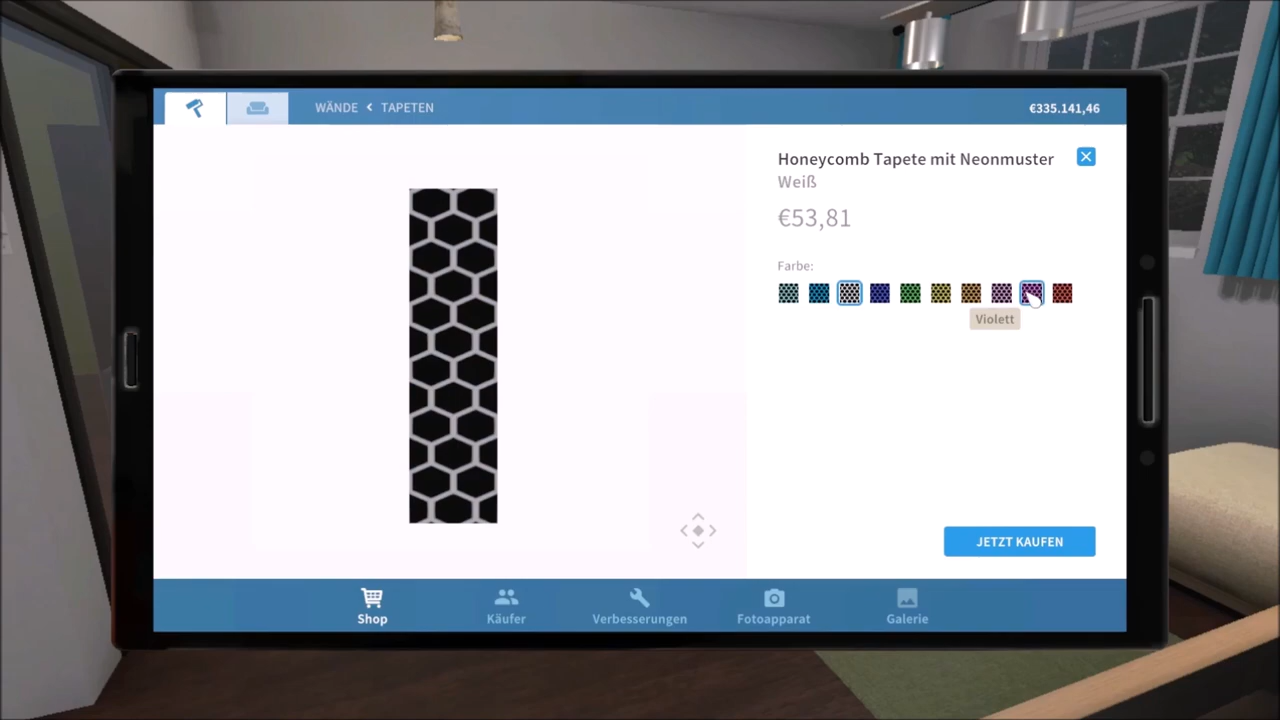 WÄNDE < TAPETEN
€335.141,46
Honeycomb Tapete mit Neonmuster
Weiß
€53,81
Farbe:
Violett
JETZT KAUFEN
Shop
Käufer
Verbesserungen
Fotoapparat
Galerie